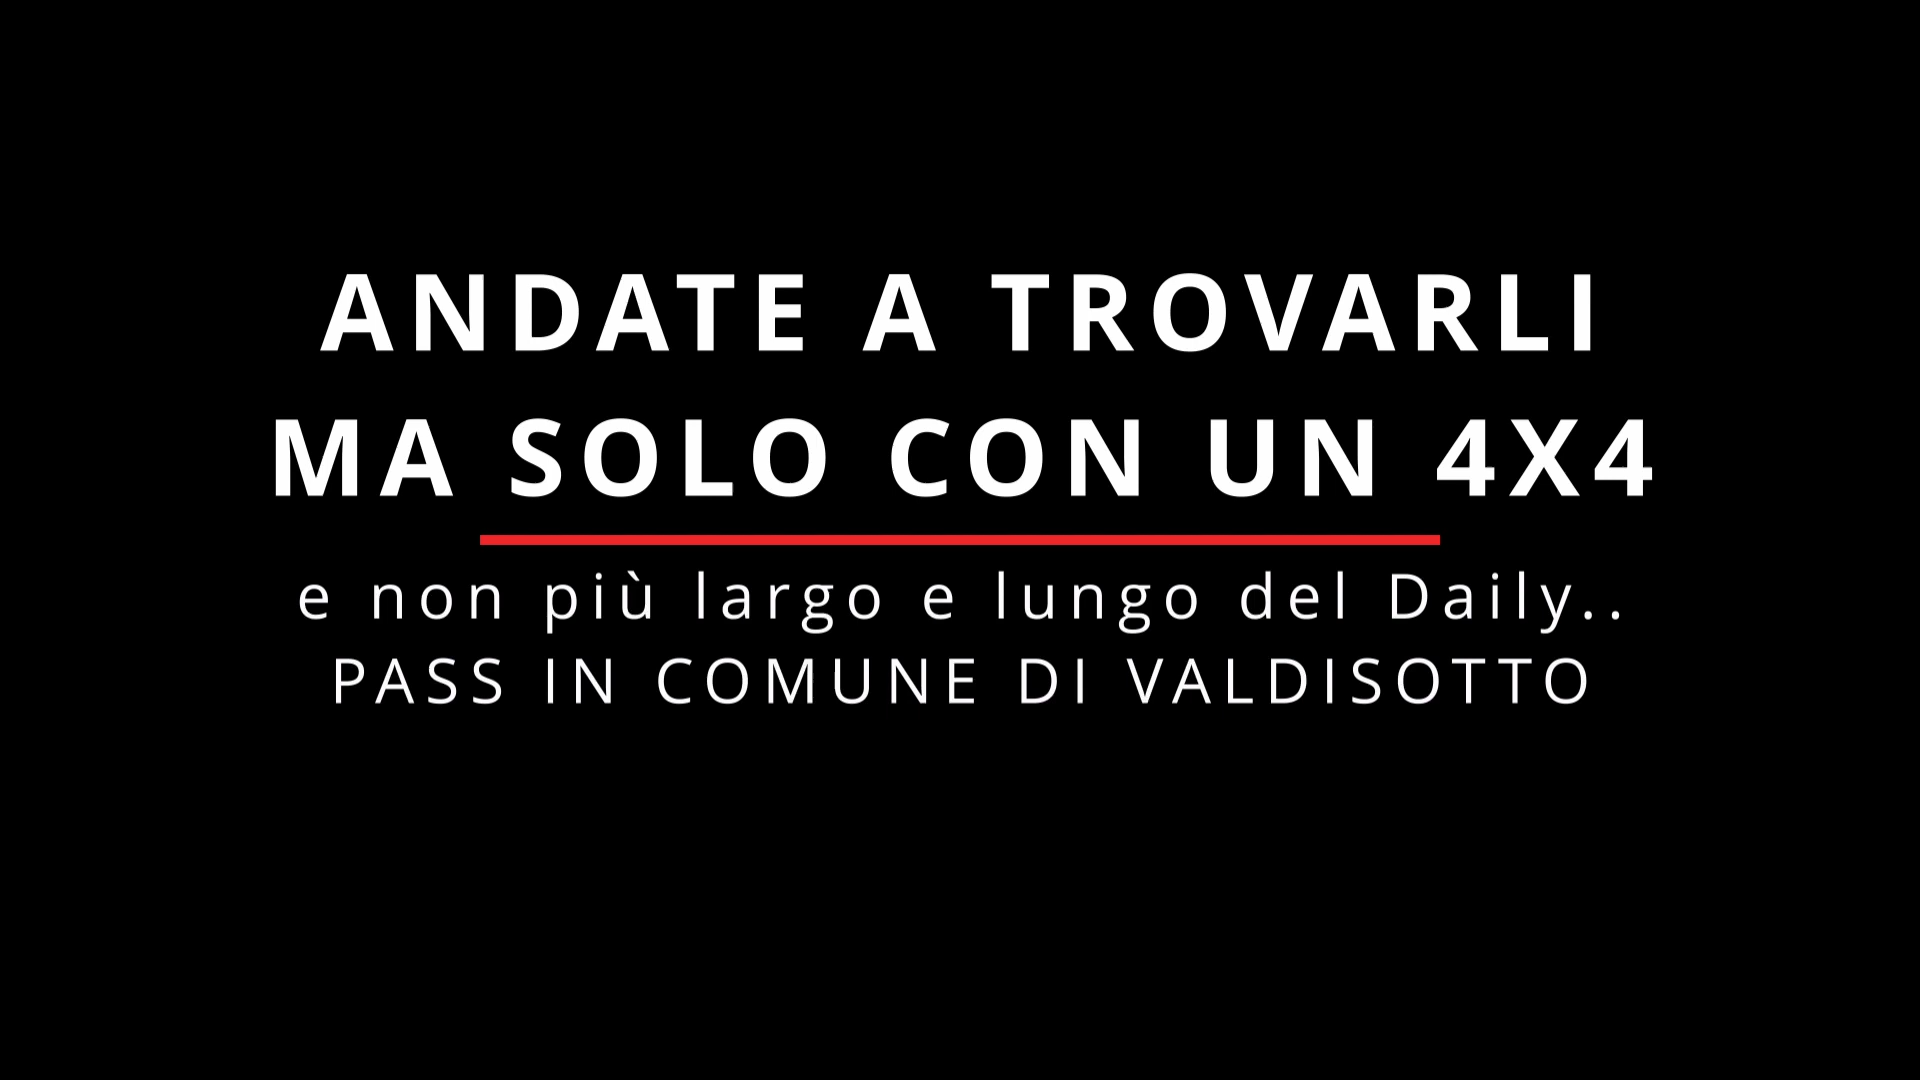 ANDATE A TROVARLI
MA SOLO CON UN 4X4
e non più largo e lungo del Daily..
PASS IN COMUNE DI VALDISOTTO